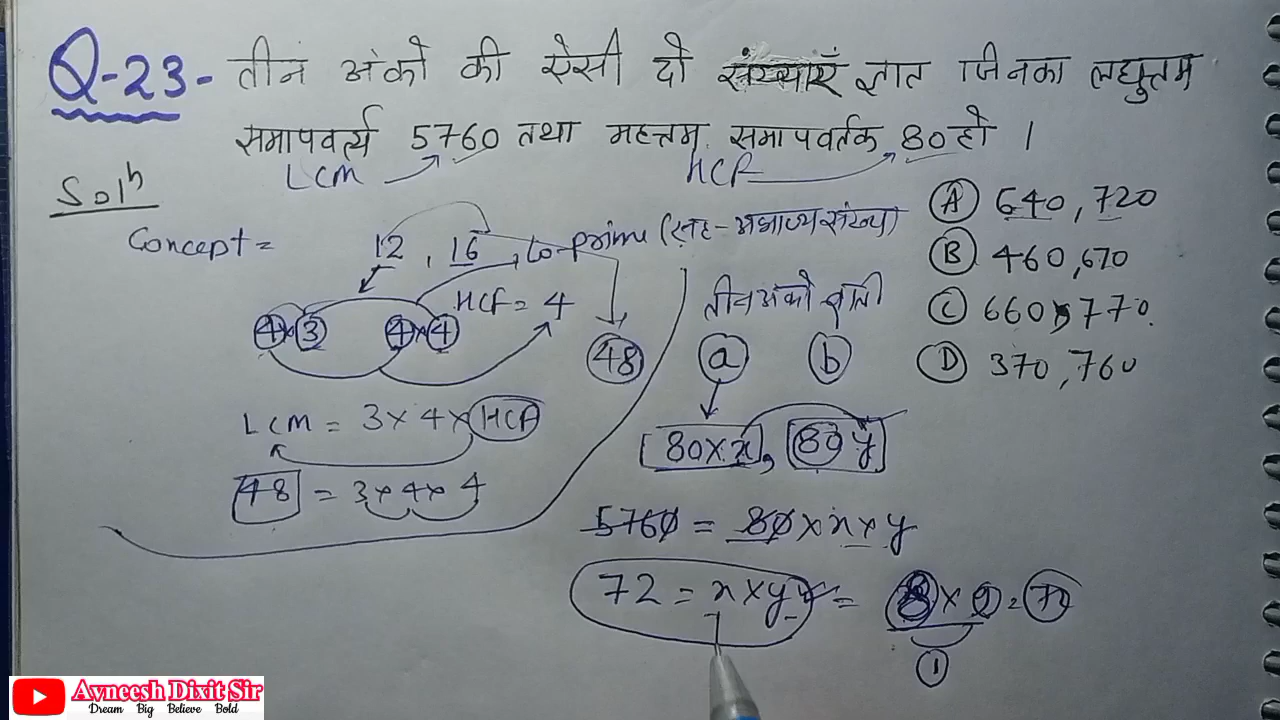 Q-23- तीन अंको की ऐसी दो संख्याएँ ज्ञात जिनका लघुत्तम
समापवर्त्य 5760 तथा महत्तम समापवर्तक 80 हो ।
LCM HCF
Solⁿ
Concept = 12, 16 Co-prime (सह-अभाज्य संख्या)
HCF = 4
4×3 4×4
48
LCM = 3×4×HCF
48 = 3×4×4
तीन अंको वाली
a b
80×x, 80y
5760 = 80×x×y
72 = x×y = 8×9=72
1
(A) 640, 720
(B) 460, 670
(C) 660, 770.
(D) 370, 760
Avneesh Dixit Sir
Dream Big Believe Bold